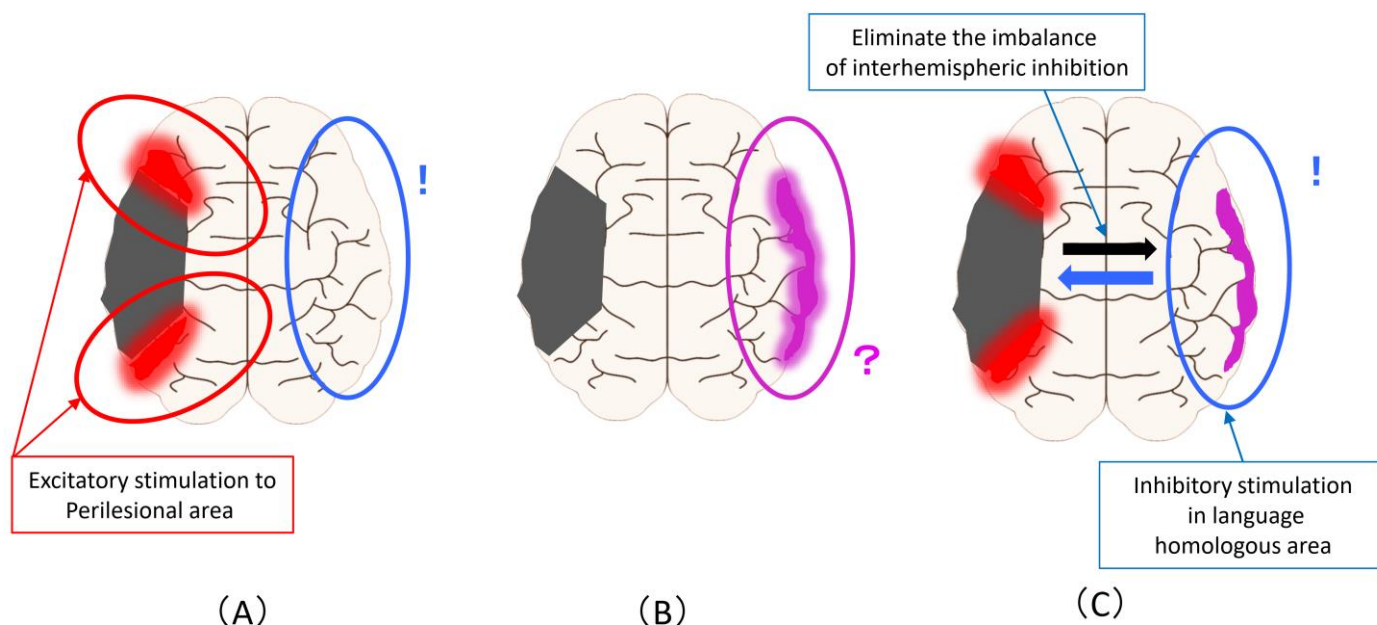 Eliminate the imbalance
of interhemispheric inhibition
!
?
!
Excitatory stimulation to
Perilesional area
Inhibitory stimulation
in language
homologous area
（A）
（B）
（C）